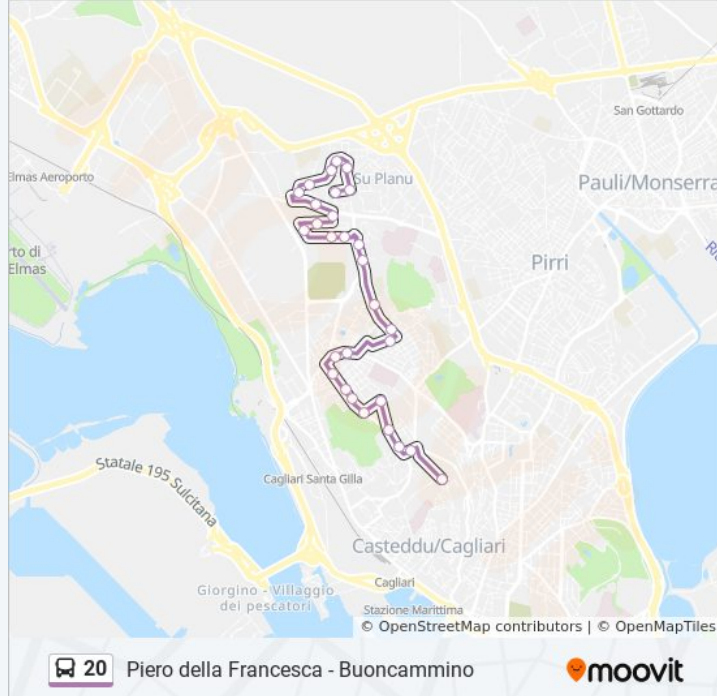 San Gottardo
Elmas Aeroporto
Su Planu
Pauli/Monserra
rto di
Elmas
Pirri
Statale 195 Sulcitana
Cagliari Santa Gilla
Casteddu/Cagliari
Giorgino - Villaggio
dei pescatori
Cagliari
Stazione Marittima
© OpenStreetMap contributors | © OpenMapTiles
20 Piero della Francesca - Buoncammino
moovit